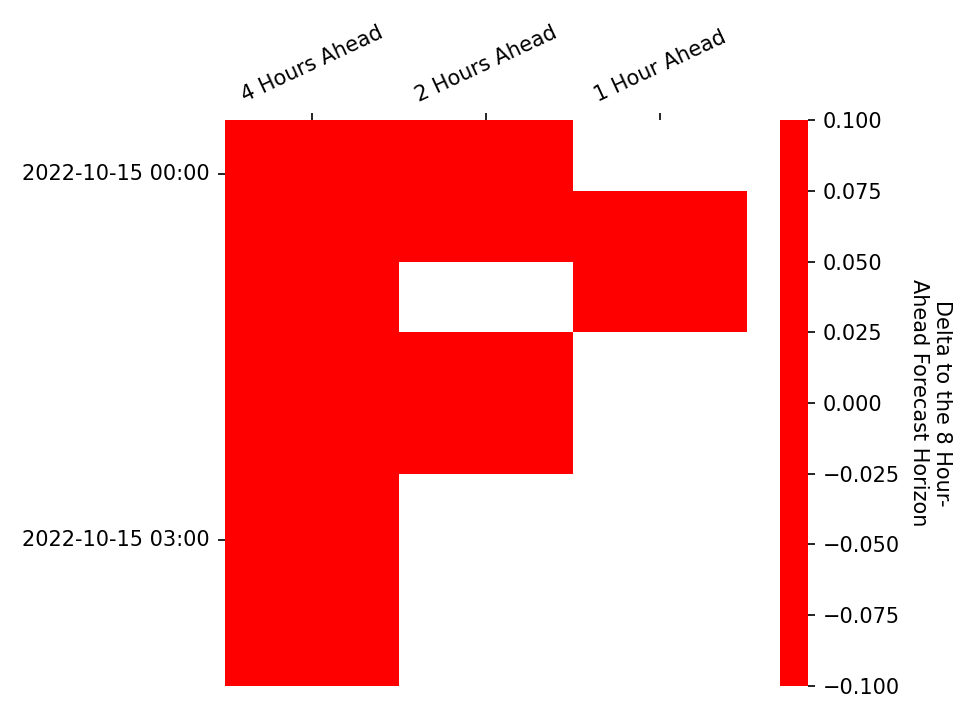 4 Hours Ahead
2 Hours Ahead
1 Hour Ahead
2022-10-15 00:00
2022-10-15 03:00
0.100
0.075
0.050
0.025
0.000
−0.025
−0.050
−0.075
−0.100
Delta to the 8 Hour-
Ahead Forecast Horizon